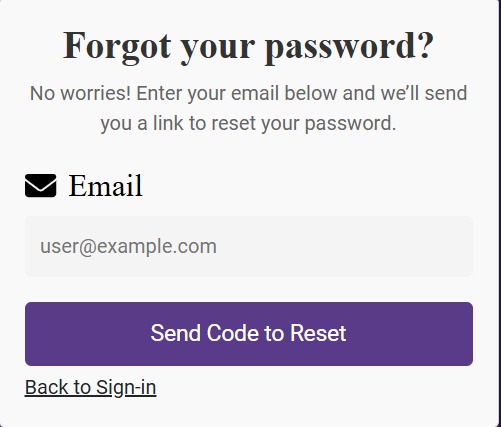 Forgot your password?
No worries! Enter your email below and we’ll send
you a link to reset your password.
Email
user@example.com
Send Code to Reset
Back to Sign-in